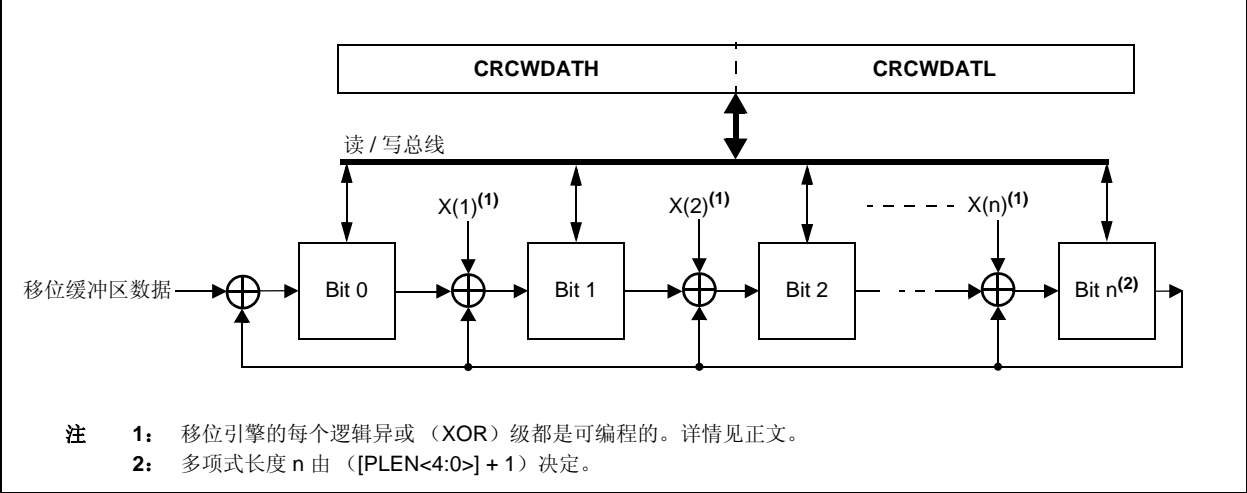 CRCWDATH CRCWDATL
读 / 写总线
X(1)(1) X(2)(1) X(n)(1)
移位缓冲区数据 Bit 0 Bit 1 Bit 2 Bit n(2)
注 1： 移位引擎的每个逻辑异或 （XOR）级都是可编程的。详情见正文。
2： 多项式长度 n 由 （[PLEN<4:0>] + 1）决定。